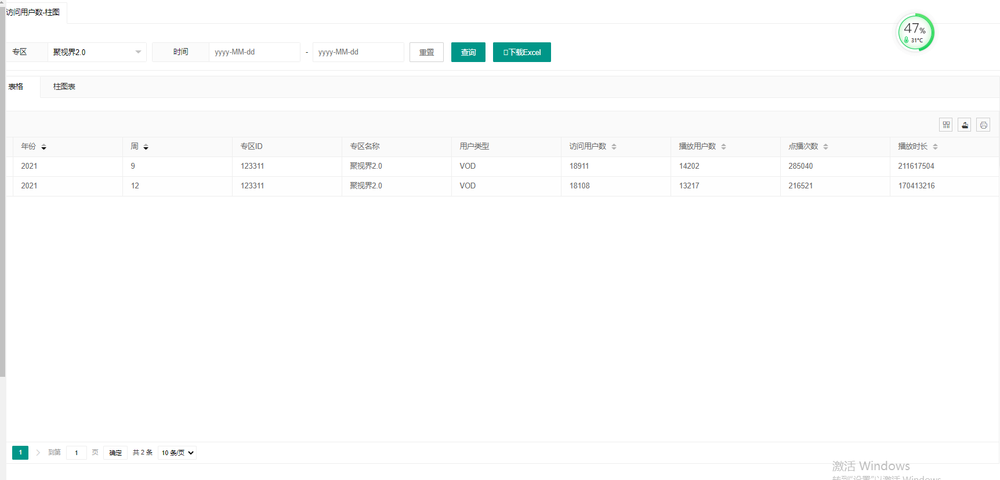 访问用户数-柱图
47%
31°C
专区 聚视界2.0 时间 yyyy-MM-dd - yyyy-MM-dd 重置 查询 下载Excel
表格 柱图表
年份 周 专区ID 专区名称 用户类型 访问用户数 播放用户数 点播次数 播放时长
2021 9 123311 聚视界2.0 VOD 18911 14202 285040 211617504
2021 12 123311 聚视界2.0 VOD 18108 13217 216521 170413216
1 到第 1 页 确定 共 2 条 10 条/页
激活 Windows
转到“设置”以激活 Windows